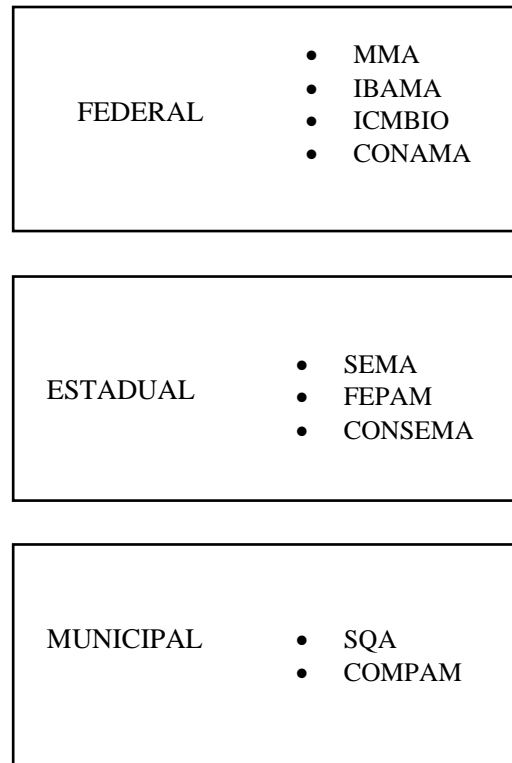 FEDERAL
• MMA
• IBAMA
• ICMBIO
• CONAMA
ESTADUAL
• SEMA
• FEPAM
• CONSEMA
MUNICIPAL
• SQA
• COMPAM